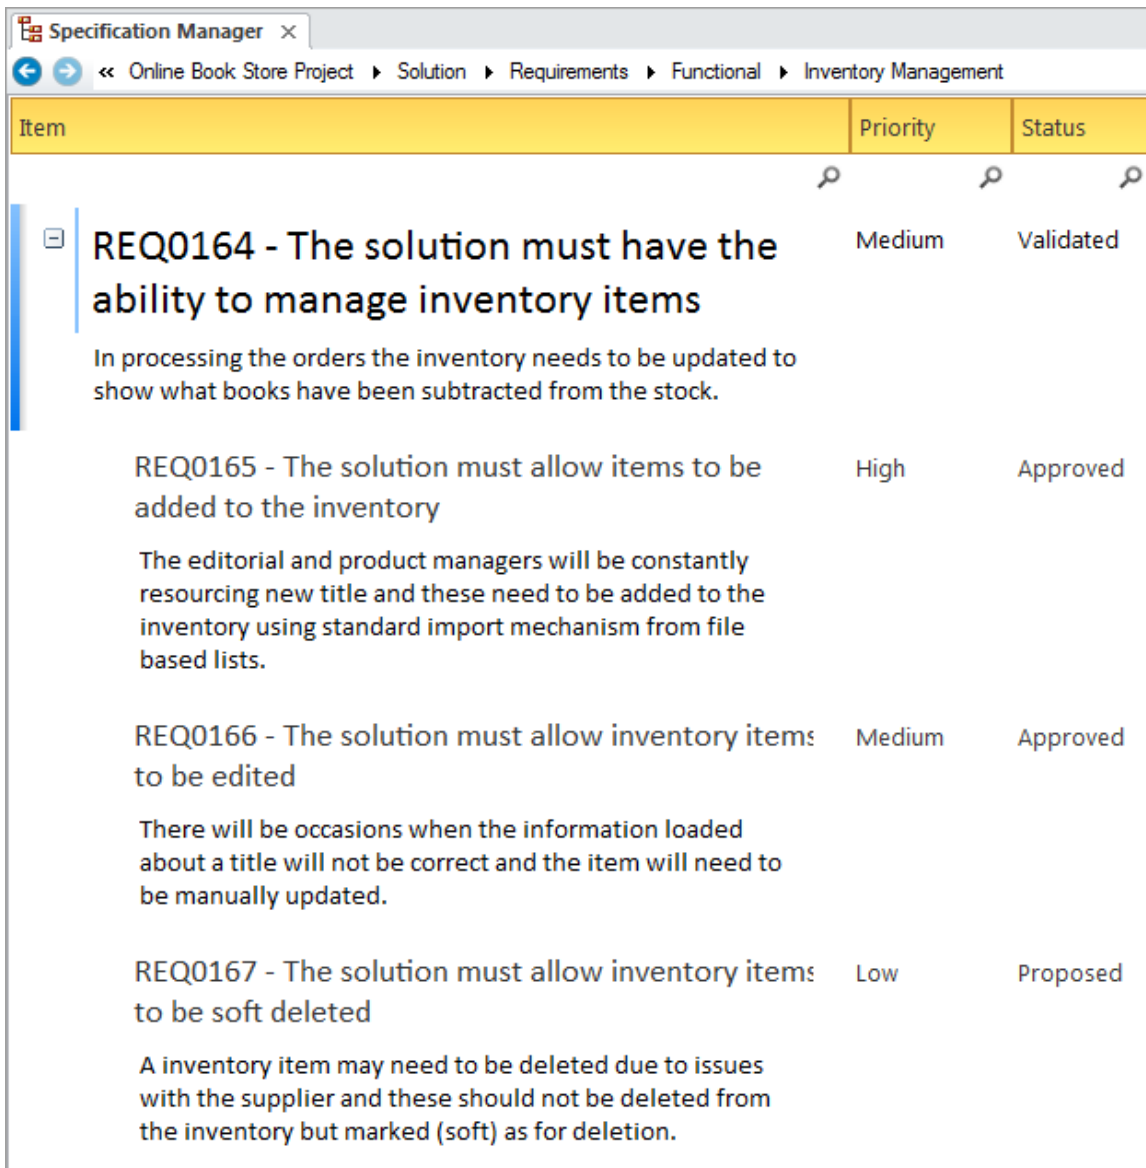 Specification Manager
« Online Book Store Project ▸ Solution ▸ Requirements ▸ Functional ▸ Inventory Management
Item Priority Status
REQ0164 - The solution must have the Medium Validated
ability to manage inventory items
In processing the orders the inventory needs to be updated to
show what books have been subtracted from the stock.
REQ0165 - The solution must allow items to be High Approved
added to the inventory
The editorial and product managers will be constantly
resourcing new title and these need to be added to the
inventory using standard import mechanism from file
based lists.
REQ0166 - The solution must allow inventory items Medium Approved
to be edited
There will be occasions when the information loaded
about a title will not be correct and the item will need to
be manually updated.
REQ0167 - The solution must allow inventory items Low Proposed
to be soft deleted
A inventory item may need to be deleted due to issues
with the supplier and these should not be deleted from
the inventory but marked (soft) as for deletion.